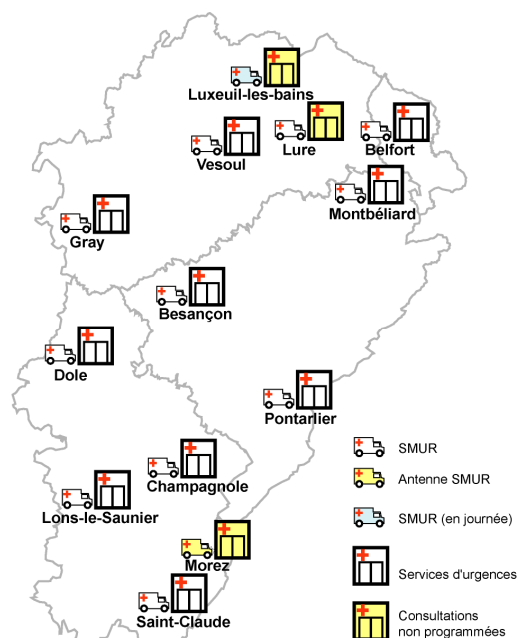 Luxeuil-les-bains
Vesoul
Lure
Belfort
Montbéliard
Gray
Besançon
Dole
Pontarlier
Champagnole
Lons-le-Saunier
Morez
Saint-Claude
SMUR
Antenne SMUR
SMUR (en journée)
Services d'urgences
Consultations
non programmées